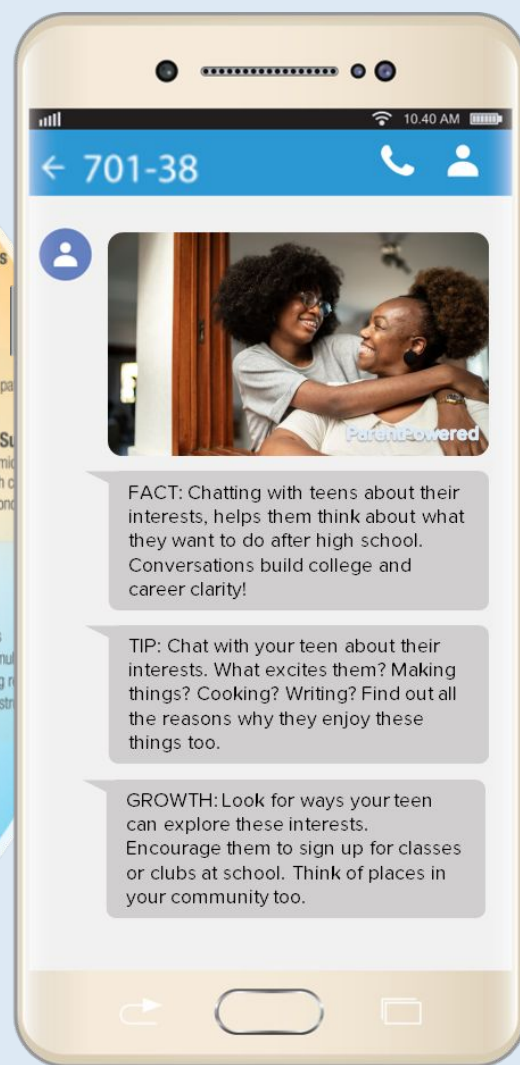 10.40 AM
701-38
ParentPowered
FACT: Chatting with teens about their
interests, helps them think about what
they want to do after high school.
Conversations build college and
career clarity!
TIP: Chat with your teen about their
interests. What excites them? Making
things? Cooking? Writing? Find out all
the reasons why they enjoy these
things too.
GROWTH: Look for ways your teen
can explore these interests.
Encourage them to sign up for classes
or clubs at school. Think of places in
your community too.